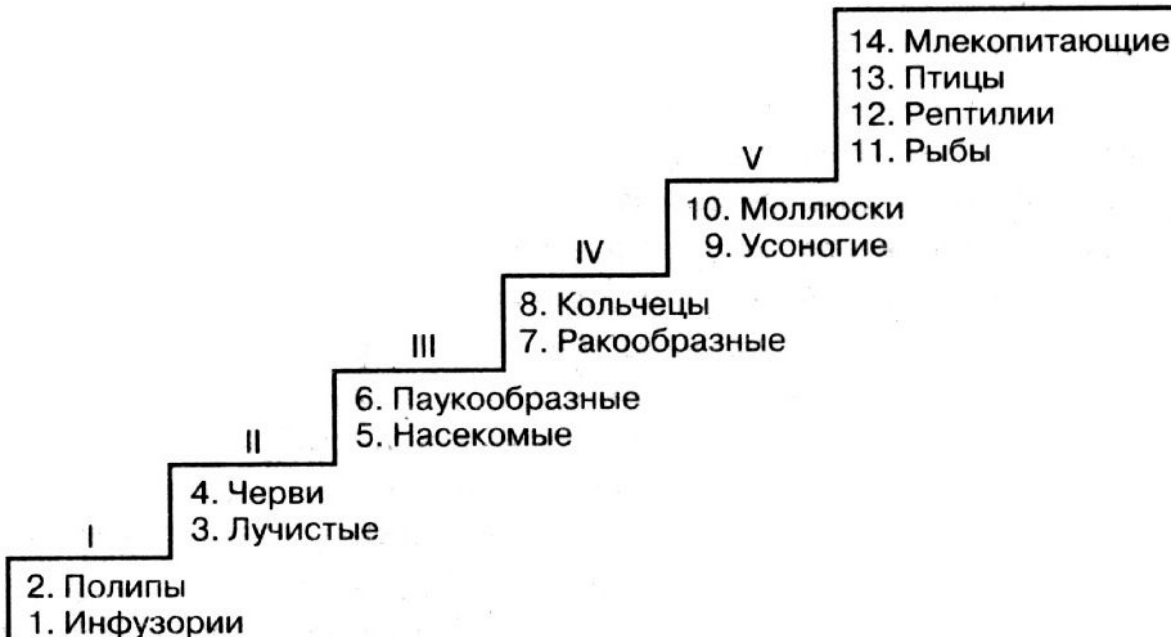 14. Млекопитающие
13. Птицы
12. Рептилии
11. Рыбы
V
10. Моллюски
9. Усоногие
IV
8. Кольчецы
7. Ракообразные
III
6. Паукообразные
5. Насекомые
II
4. Черви
3. Лучистые
I
2. Полипы
1. Инфузории